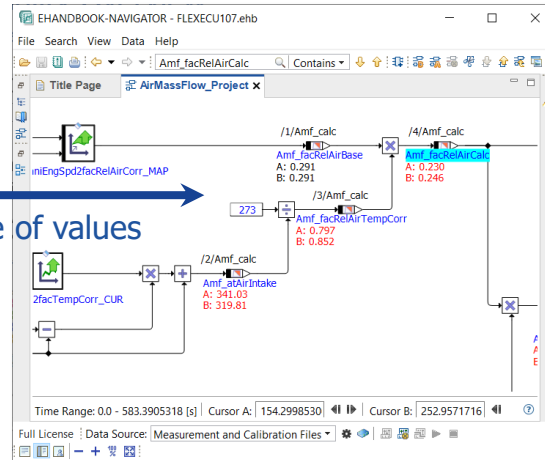 EHANDBOOK-NAVIGATOR - FLEXECU107.ehb
File Search View Data Help
Amf_facRelAirCalc Contains
Title Page AirMassFlow_Project
/1/Amf_calc /4/Amf_calc
Amf_facRelAirBase Amf_facRelAirCalc
A: 0.291 A: 0.230
B: 0.291 B: 0.246
niEngSpd2facRelAirCorr_MAP
/3/Amf_calc
273
Amf_facRelAirTempCorr
A: 0.797
B: 0.852
e of values
/2/Amf_calc
Amf_atAirIntake
A: 341.03
B: 319.81
2facTempCorr_CUR
Time Range: 0.0 - 583.3905318 [s] Cursor A: 154.2998530 Cursor B: 252.9571716
Full License Data Source: Measurement and Calibration Files